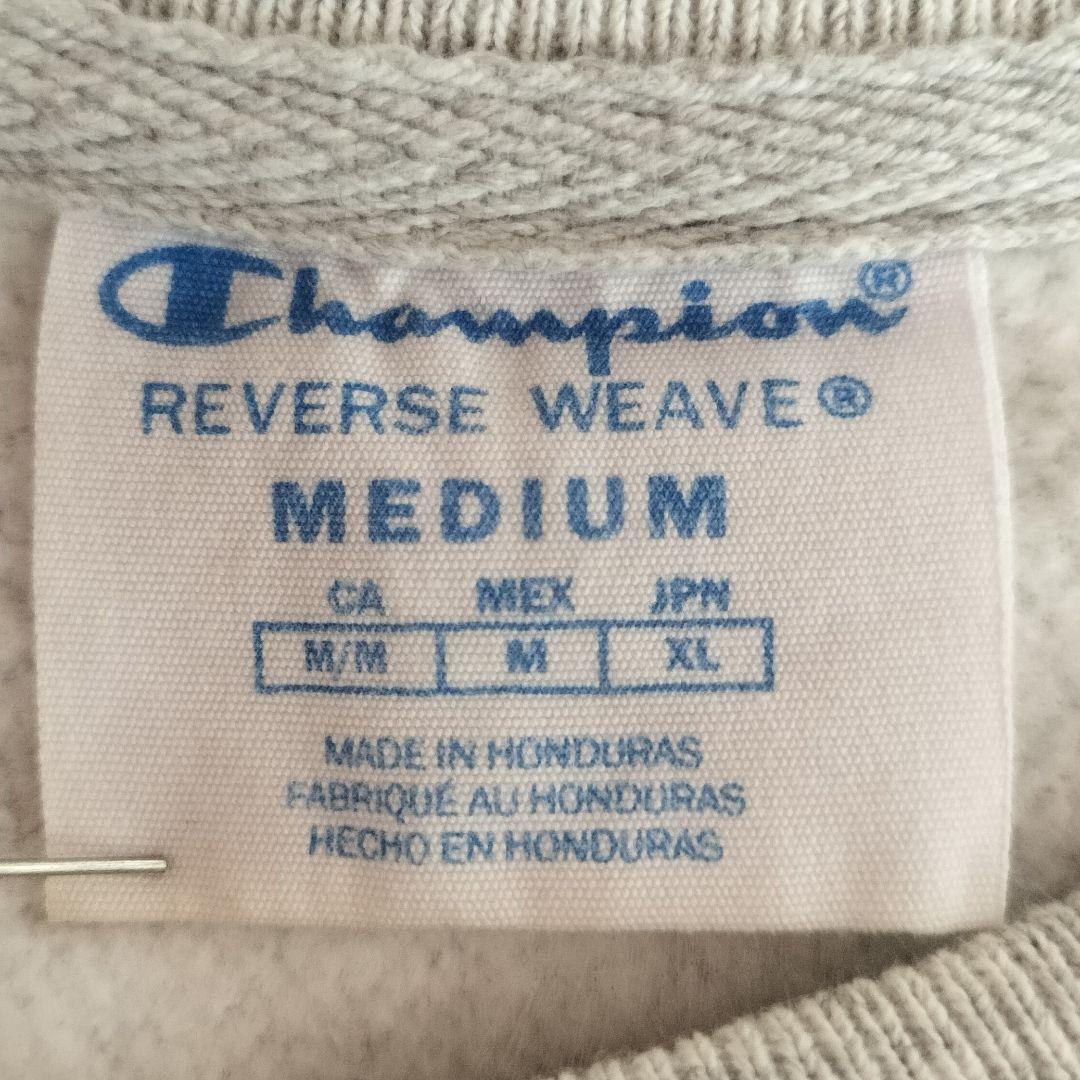 Champion®
REVERSE WEAVE®
MEDIUM
CA MEX JPN
M/M M XL
MADE IN HONDURAS
FABRIQUÉ AU HONDURAS
HECHO EN HONDURAS